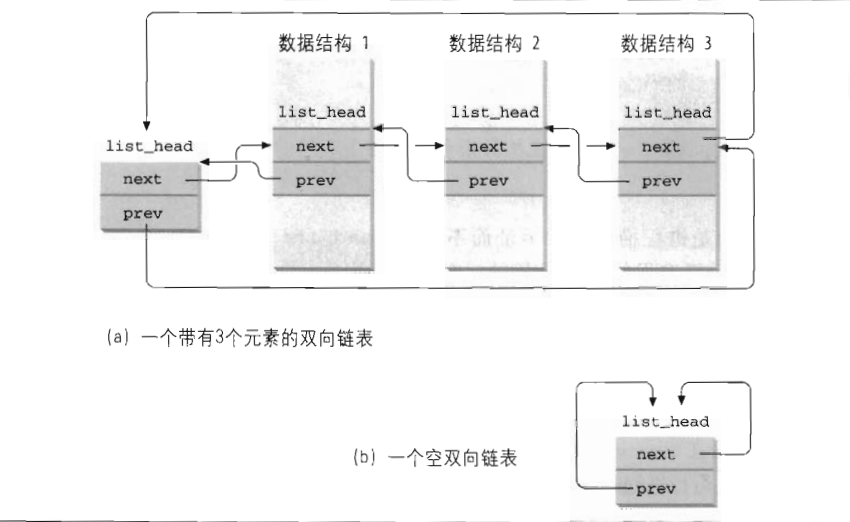 数据结构 1
数据结构 2
数据结构 3
list_head
list_head
list_head
list_head
next
next
next
next
prev
prev
prev
prev
(a) 一个带有3个元素的双向链表
list_head
(b) 一个空双向链表
next
prev